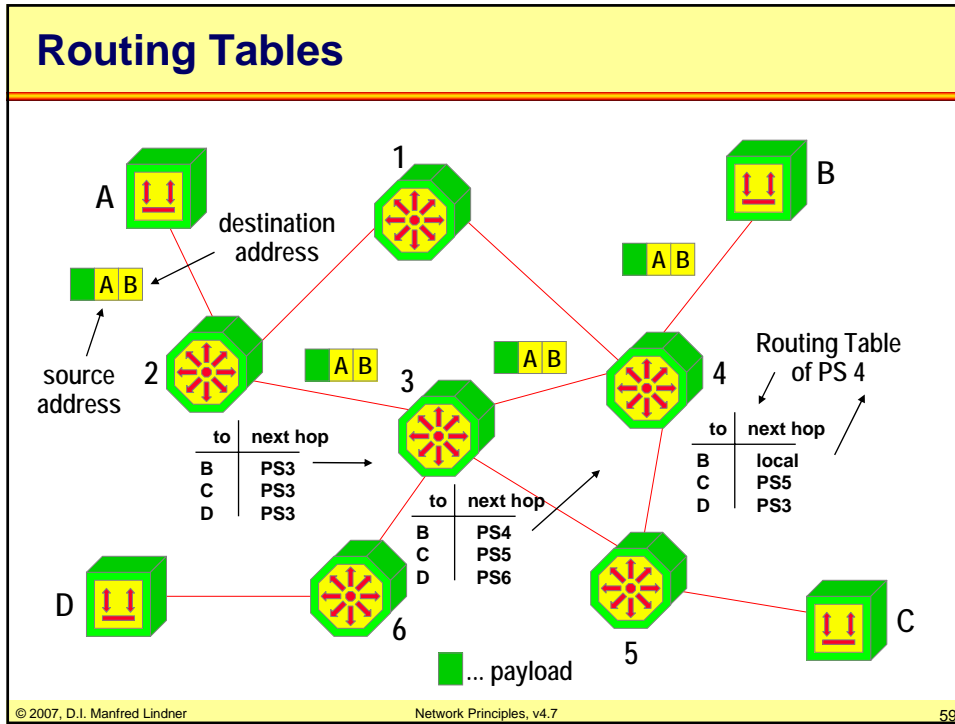 Routing Tables
1
A
B
destination
address
A B
A B
2
A B
A B
3
4
Routing Table
of PS 4
source
address
to next hop
B PS3
C PS3
D PS3
to next hop
B PS4
C PS5
D PS6
to next hop
B local
C PS5
D PS3
D
6
5
C
... payload
© 2007, D.I. Manfred Lindner
Network Principles, v4.7
59